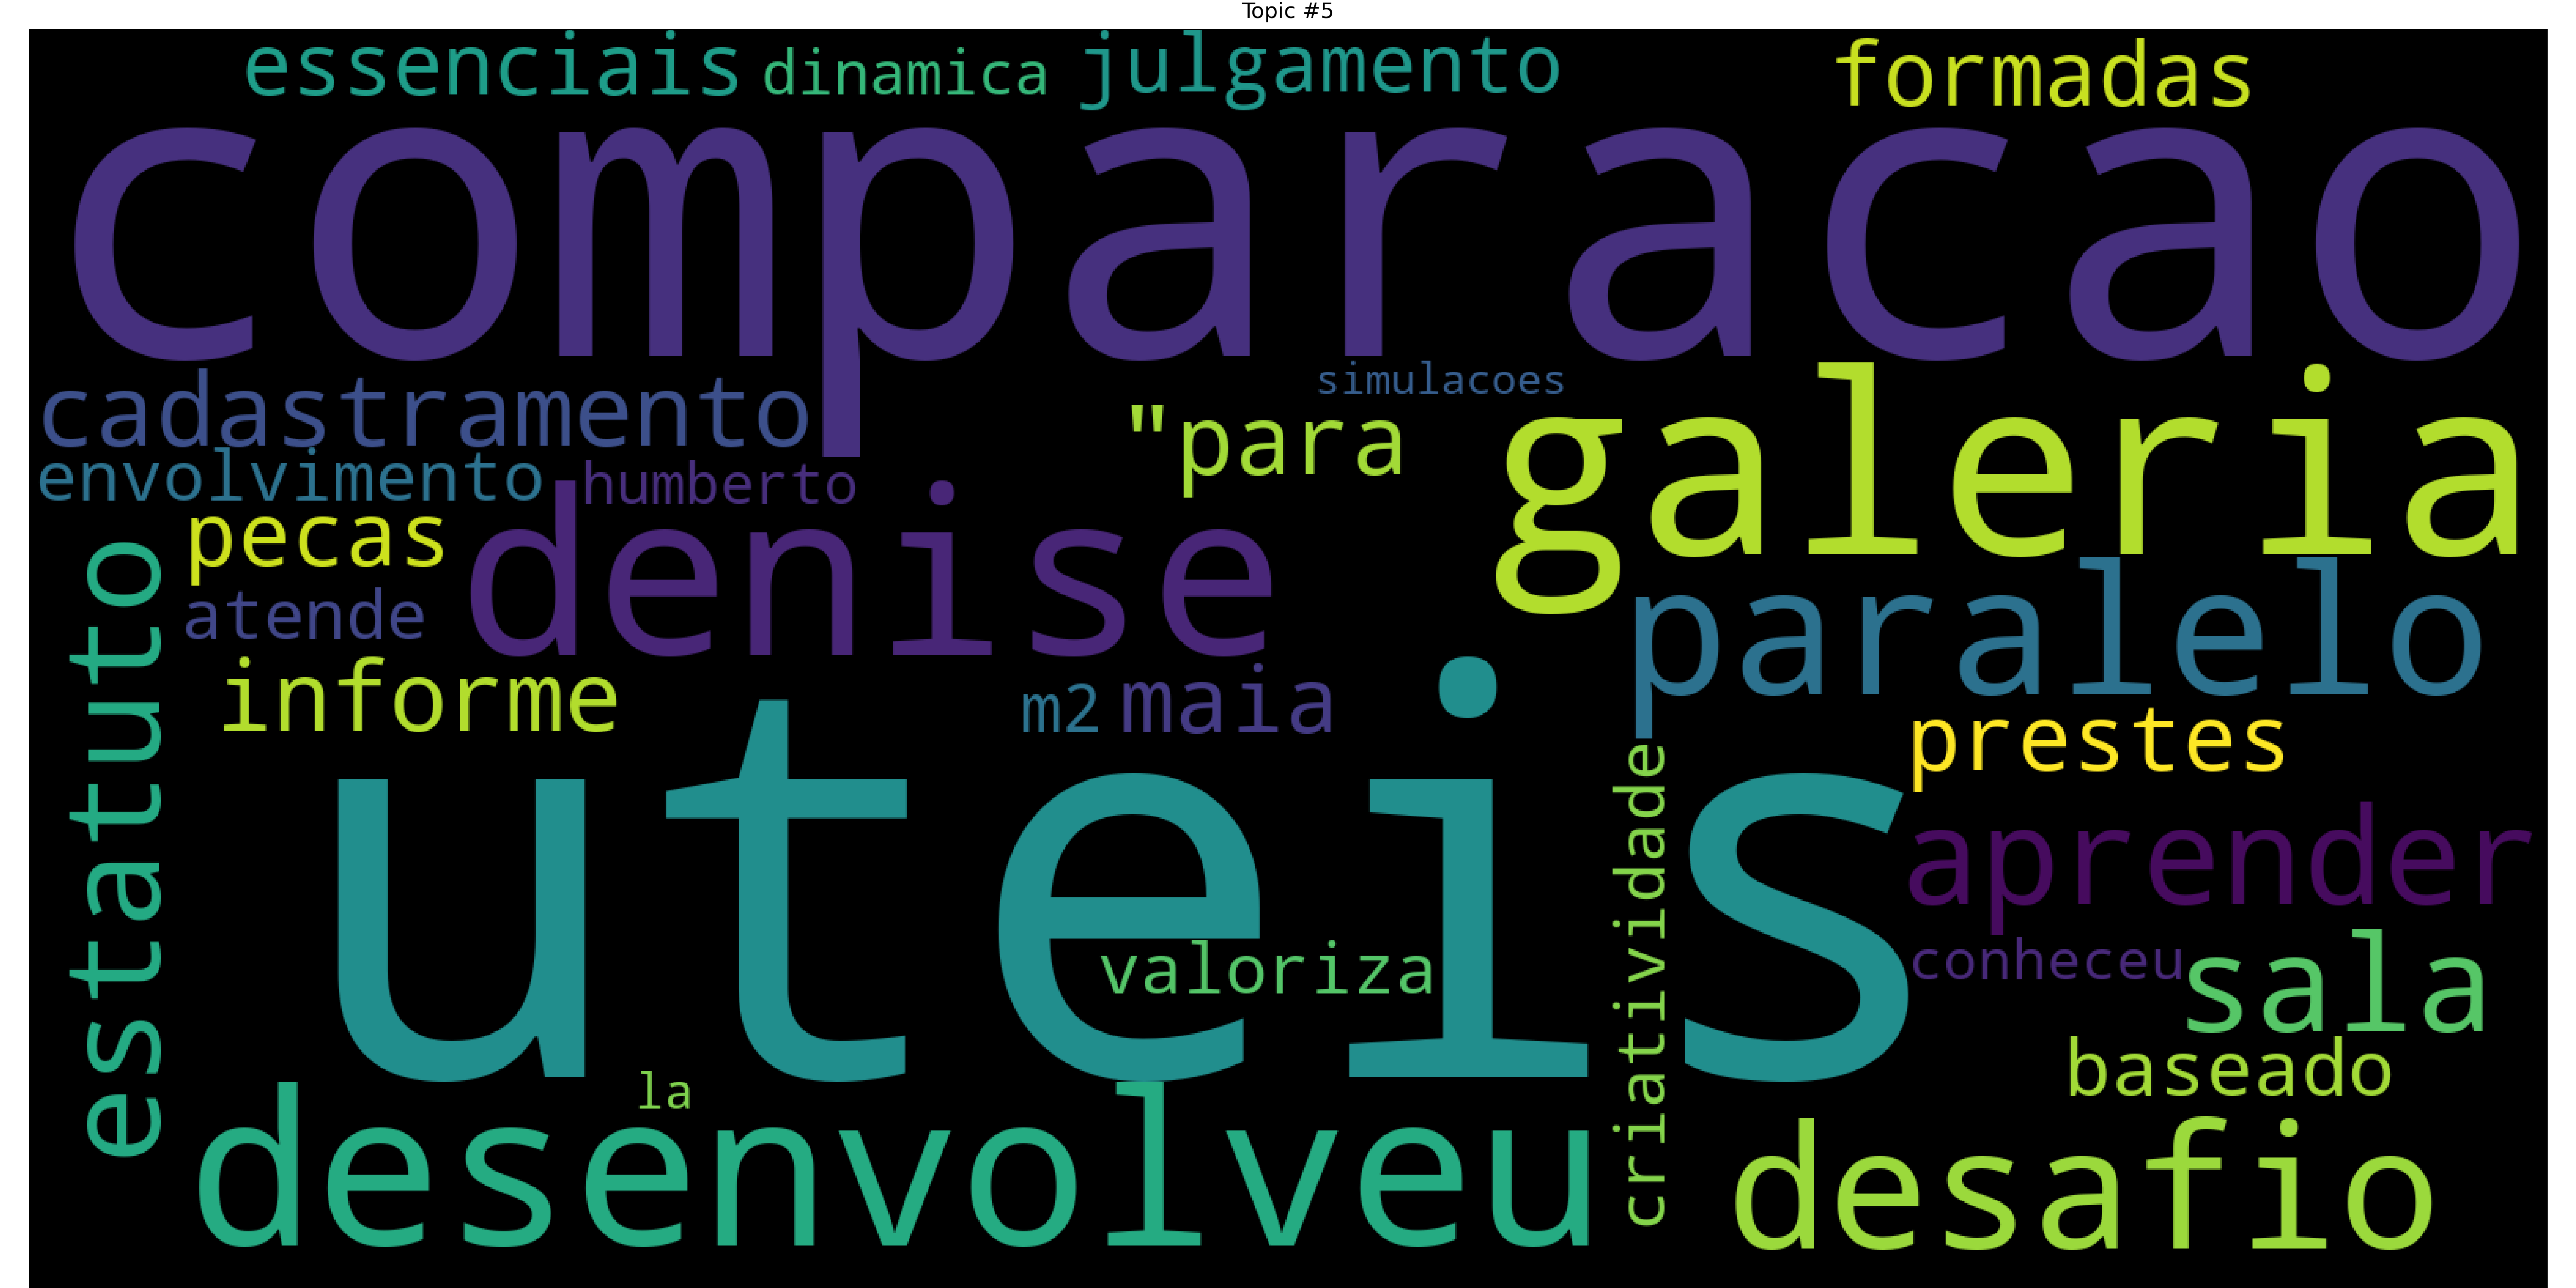 Topic #5
essenciais dinamica julgamento formadas
comparacao
cadastramento simulacoes
"para galeria
envolvimento humberto
pecas denise
atende paralelo
informe m2 maia prestes
estatuto
uteis
aprender
criatividade
valoriza conheceu sala
la baseado
desenvolveu desafio